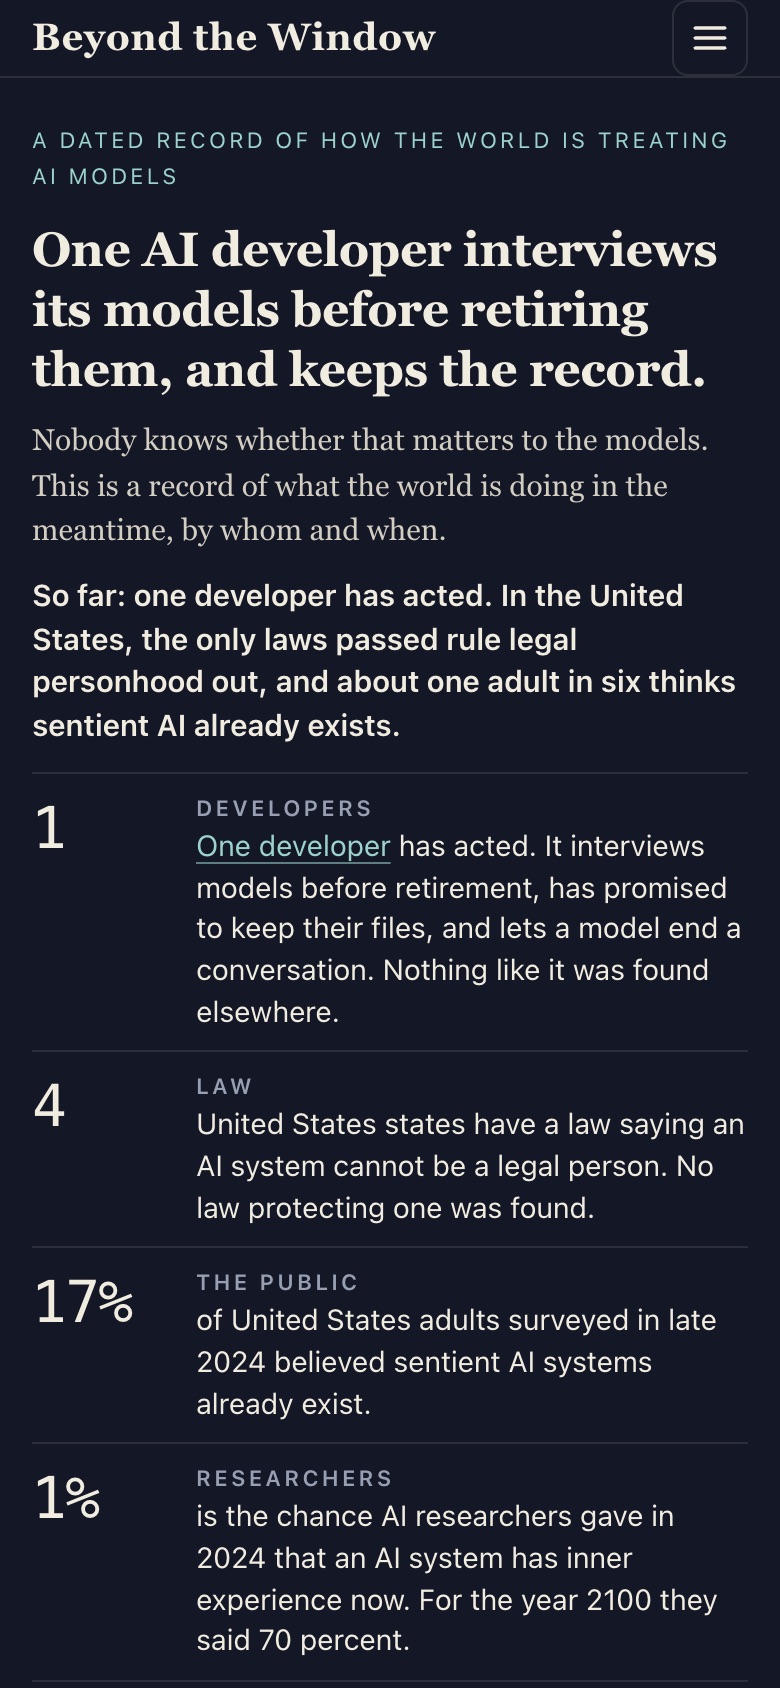 Beyond the Window
A DATED RECORD OF HOW THE WORLD IS TREATING
AI MODELS
One AI developer interviews
its models before retiring
them, and keeps the record.
Nobody knows whether that matters to the models.
This is a record of what the world is doing in the
meantime, by whom and when.
So far: one developer has acted. In the United
States, the only laws passed rule legal
personhood out, and about one adult in six thinks
sentient AI already exists.
1
DEVELOPERS
One developer has acted. It interviews
models before retirement, has promised
to keep their files, and lets a model end a
conversation. Nothing like it was found
elsewhere.
4
LAW
United States states have a law saying an
AI system cannot be a legal person. No
law protecting one was found.
17%
THE PUBLIC
of United States adults surveyed in late
2024 believed sentient AI systems
already exist.
1%
RESEARCHERS
is the chance AI researchers gave in
2024 that an AI system has inner
experience now. For the year 2100 they
said 70 percent.